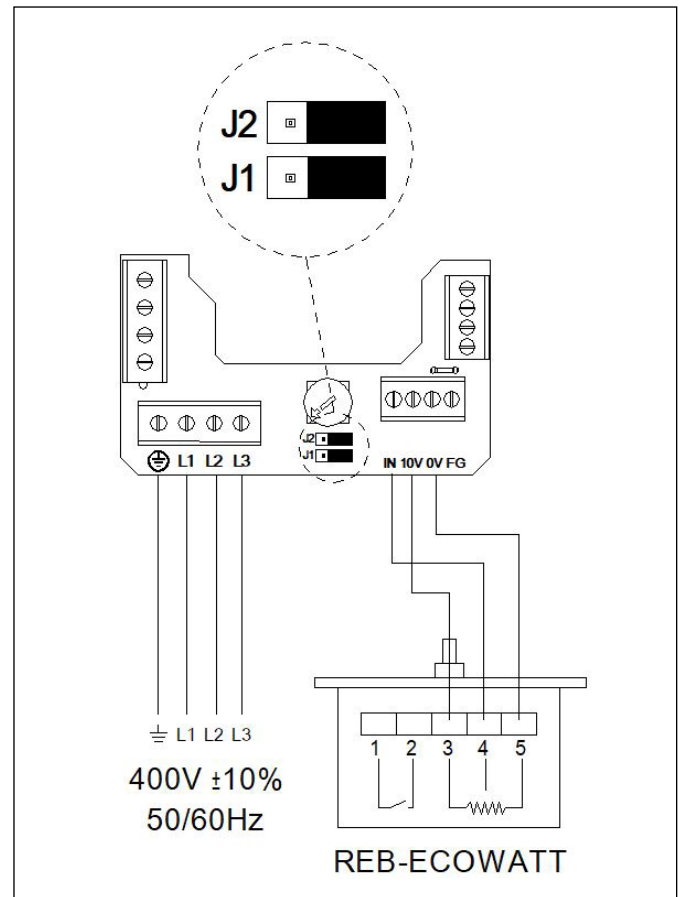 J2
J1
J2
J1
L1 L2 L3
IN 10V 0V FG
L1 L2 L3
400V ±10%
50/60Hz
1 2 3 4 5
REB-ECOWATT